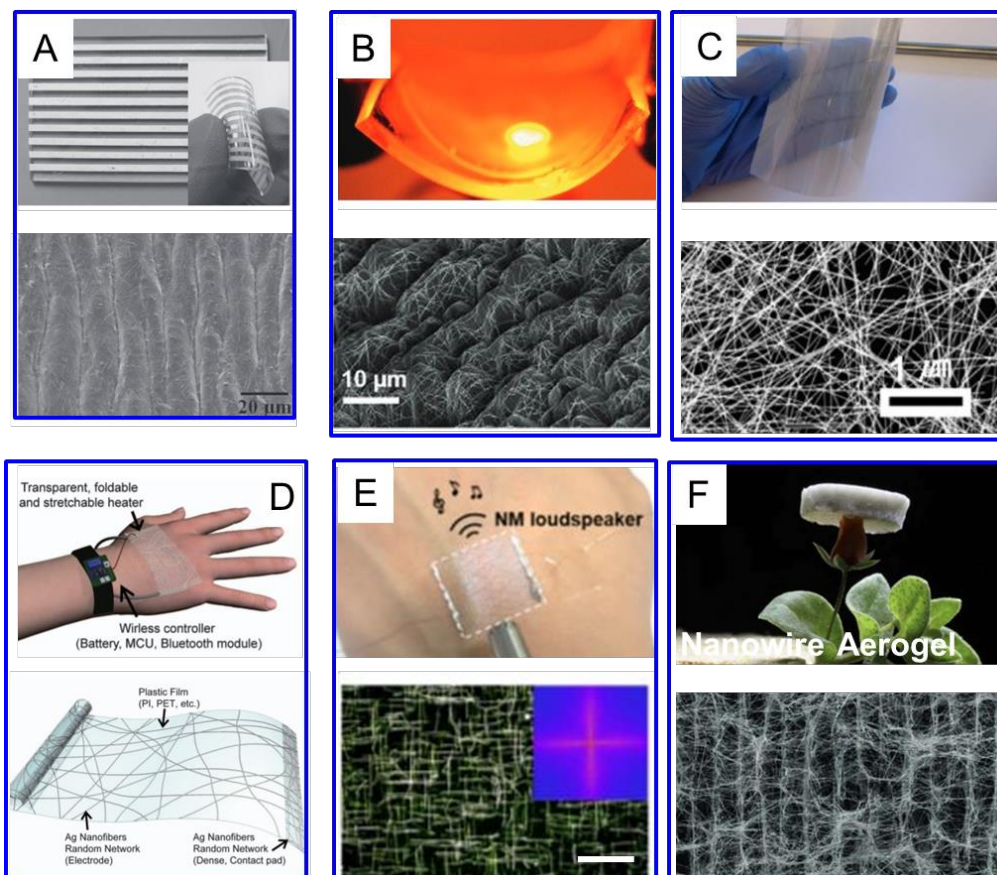 A
B
C
20 μm
10 μm
1 ㎛
D
Transparent, foldable
and stretchable heater
Wirless controller
(Battery, MCU, Bluetooth module)
Plastic Film
(PI, PET, etc.)
Ag Nanofibers
Random Network
(Electrode)
Ag Nanofibers
Random Network
(Dense, Contact pad)
E
NM loudspeaker
F
Nanowire Aerogel